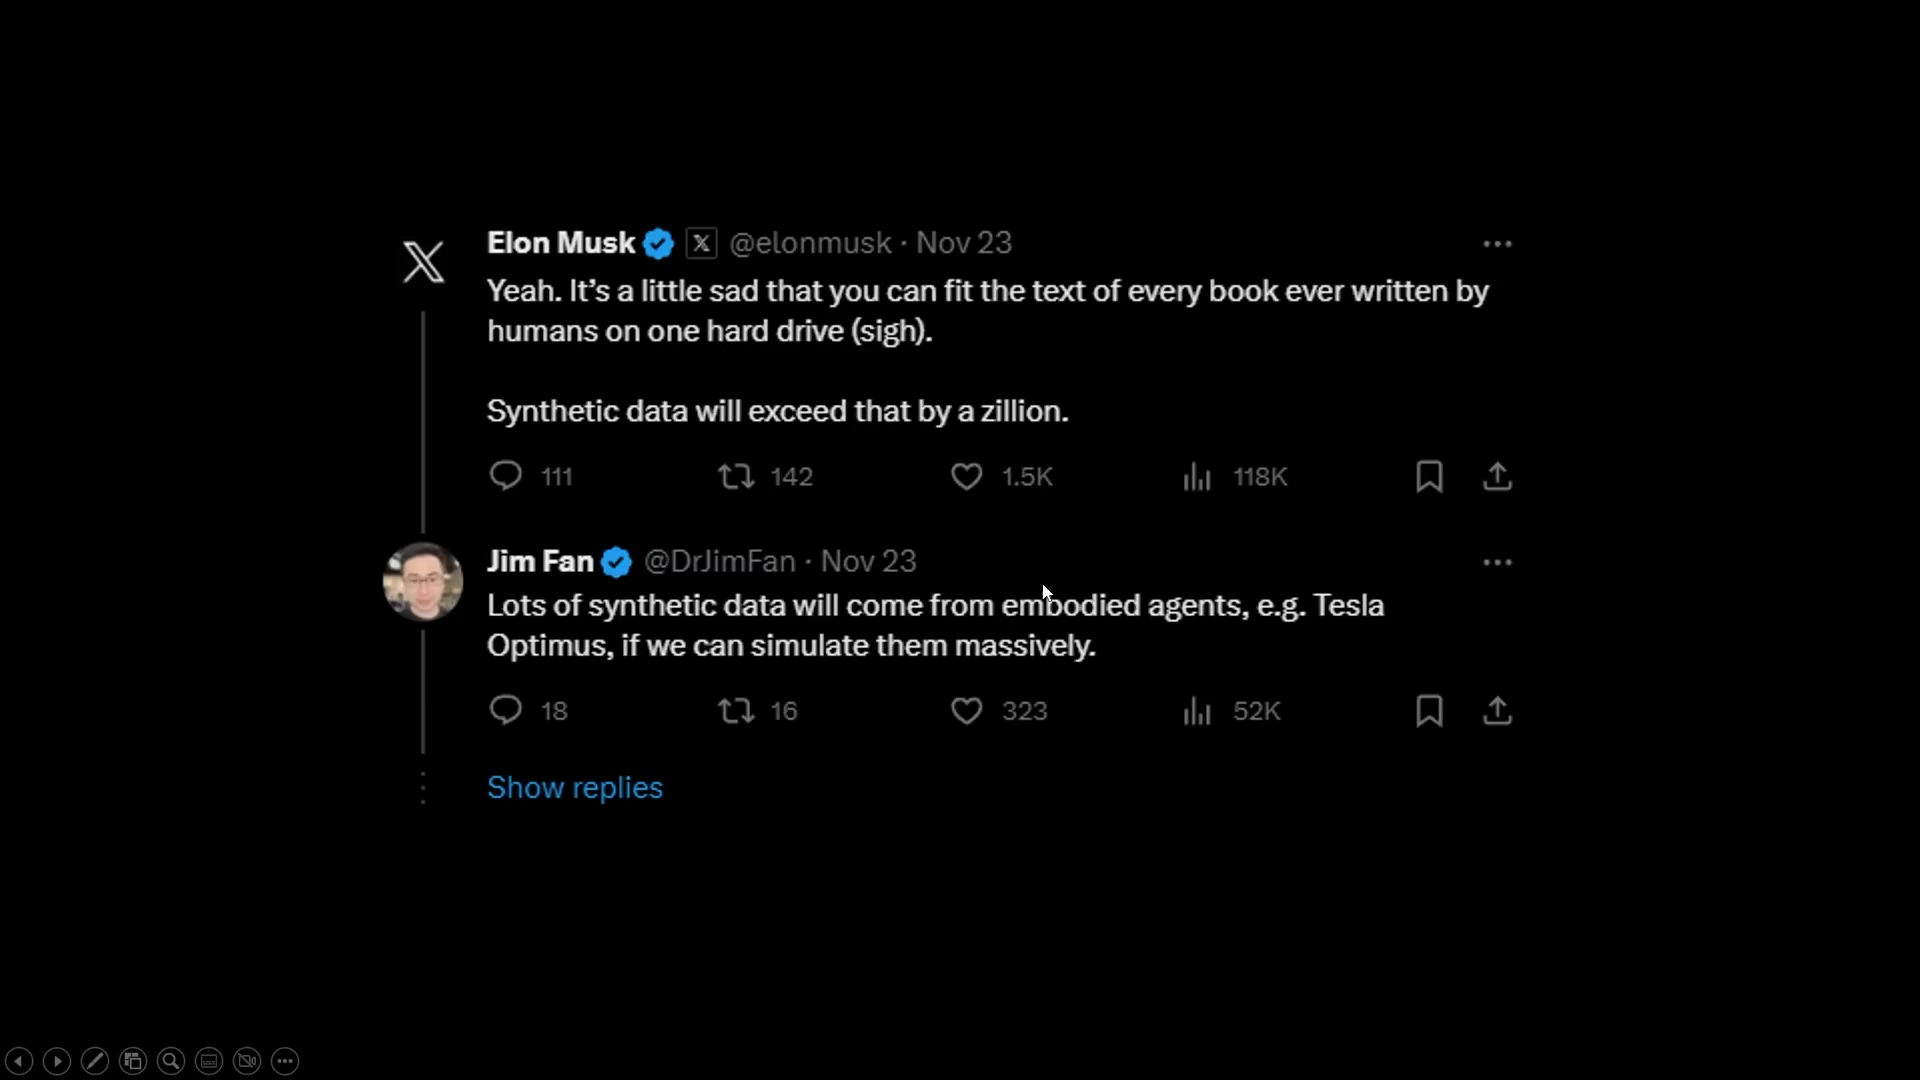 Elon Musk @elonmusk · Nov 23
Yeah. It’s a little sad that you can fit the text of every book ever written by
humans on one hard drive (sigh).
Synthetic data will exceed that by a zillion.
111 142 1.5K 118K
Jim Fan @DrJimFan · Nov 23
Lots of synthetic data will come from embodied agents, e.g. Tesla
Optimus, if we can simulate them massively.
18 16 323 52K
Show replies